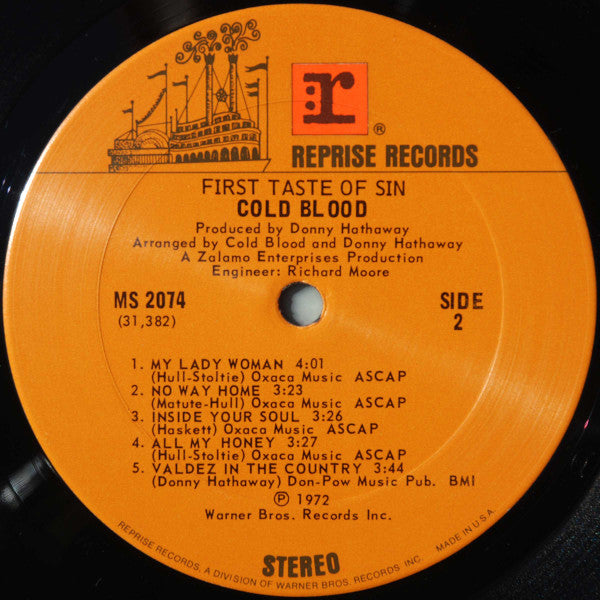 r
®
REPRISE RECORDS
FIRST TASTE OF SIN
COLD BLOOD
Produced by Donny Hathaway
Arranged by Cold Blood and Donny Hathaway
A Zalamo Enterprises Production
Engineer: Richard Moore
MS 2074
(31,382)
SIDE
2
1. MY LADY WOMAN 4:01
(Hull-Stoltie) Oxaca Music ASCAP
2. NO WAY HOME 3:23
(Matute-Hull) Oxaca Music ASCAP
3. INSIDE YOUR SOUL 3:26
(Haskett) Oxaca Music ASCAP
4. ALL MY HONEY 3:27
(Hull-Stoltie) Oxaca Music ASCAP
5. VALDEZ IN THE COUNTRY 3:44
(Donny Hathaway) Don-Pow Music Pub. BMI
℗ 1972
Warner Bros. Records Inc.
STEREO
REPRISE RECORDS, A DIVISION OF WARNER BROS. RECORDS INC. MADE IN U.S.A.